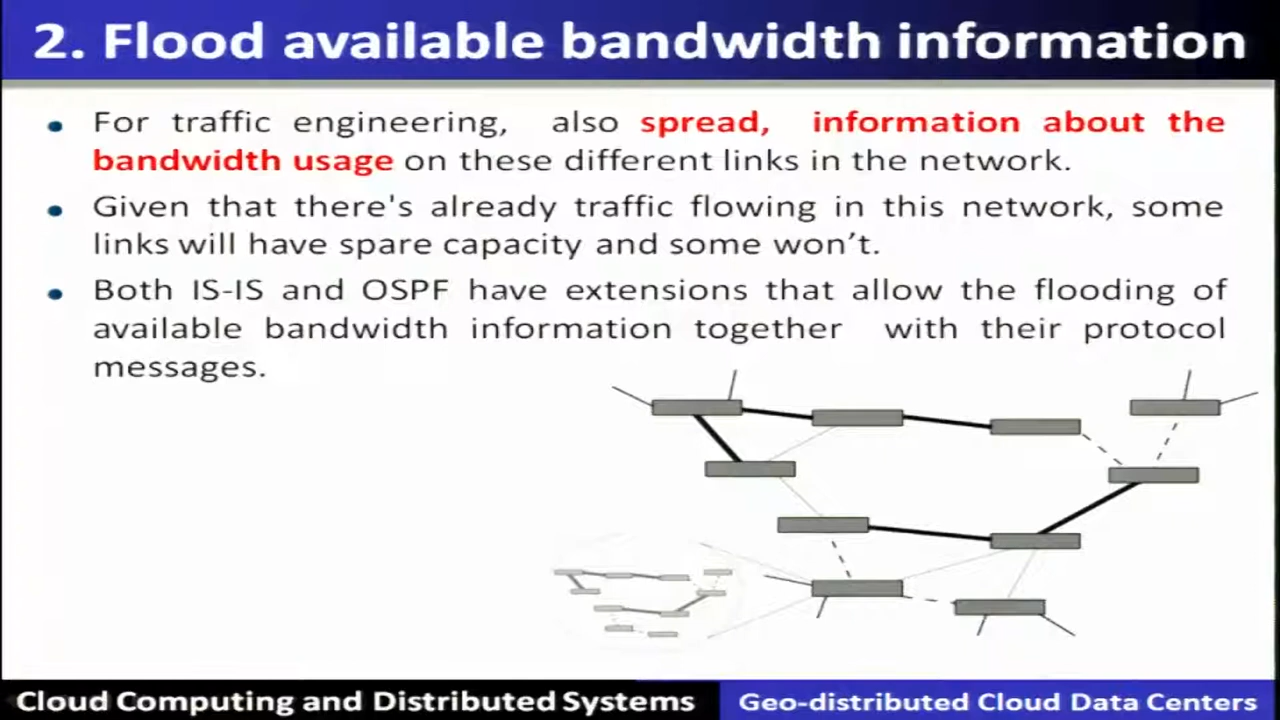 2. Flood available bandwidth information
For traffic engineering, also spread, information about the
bandwidth usage on these different links in the network.
Given that there's already traffic flowing in this network, some
links will have spare capacity and some won't.
Both IS-IS and OSPF have extensions that allow the flooding of
available bandwidth information together with their protocol
messages.
Cloud Computing and Distributed Systems
Geo-distributed Cloud Data Centers